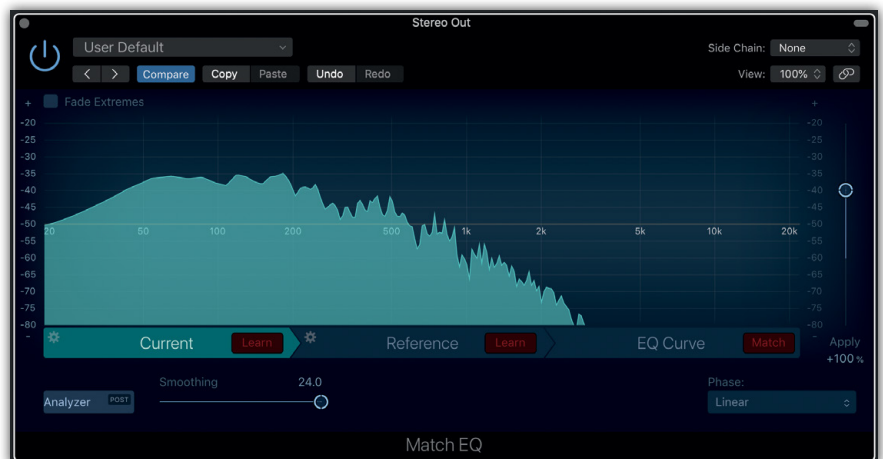 Stereo Out
User Default
Side Chain: None
Compare Copy Paste Undo Redo
View: 100%
+ Fade Extremes +
-20 -20
-25 -25
-30 -30
-35 -35
-40 -40
-45 -45
-50 -50
20 50 100 200 500 1k 2k 5k 10k 20k
-55 -55
-60 -60
-65 -65
-70 -70
-75 -75
-80 -80
- Current Learn Reference Learn EQ Curve Match - Apply
+100 %
Smoothing 24.0 Phase:
Analyzer POST Linear
Match EQ